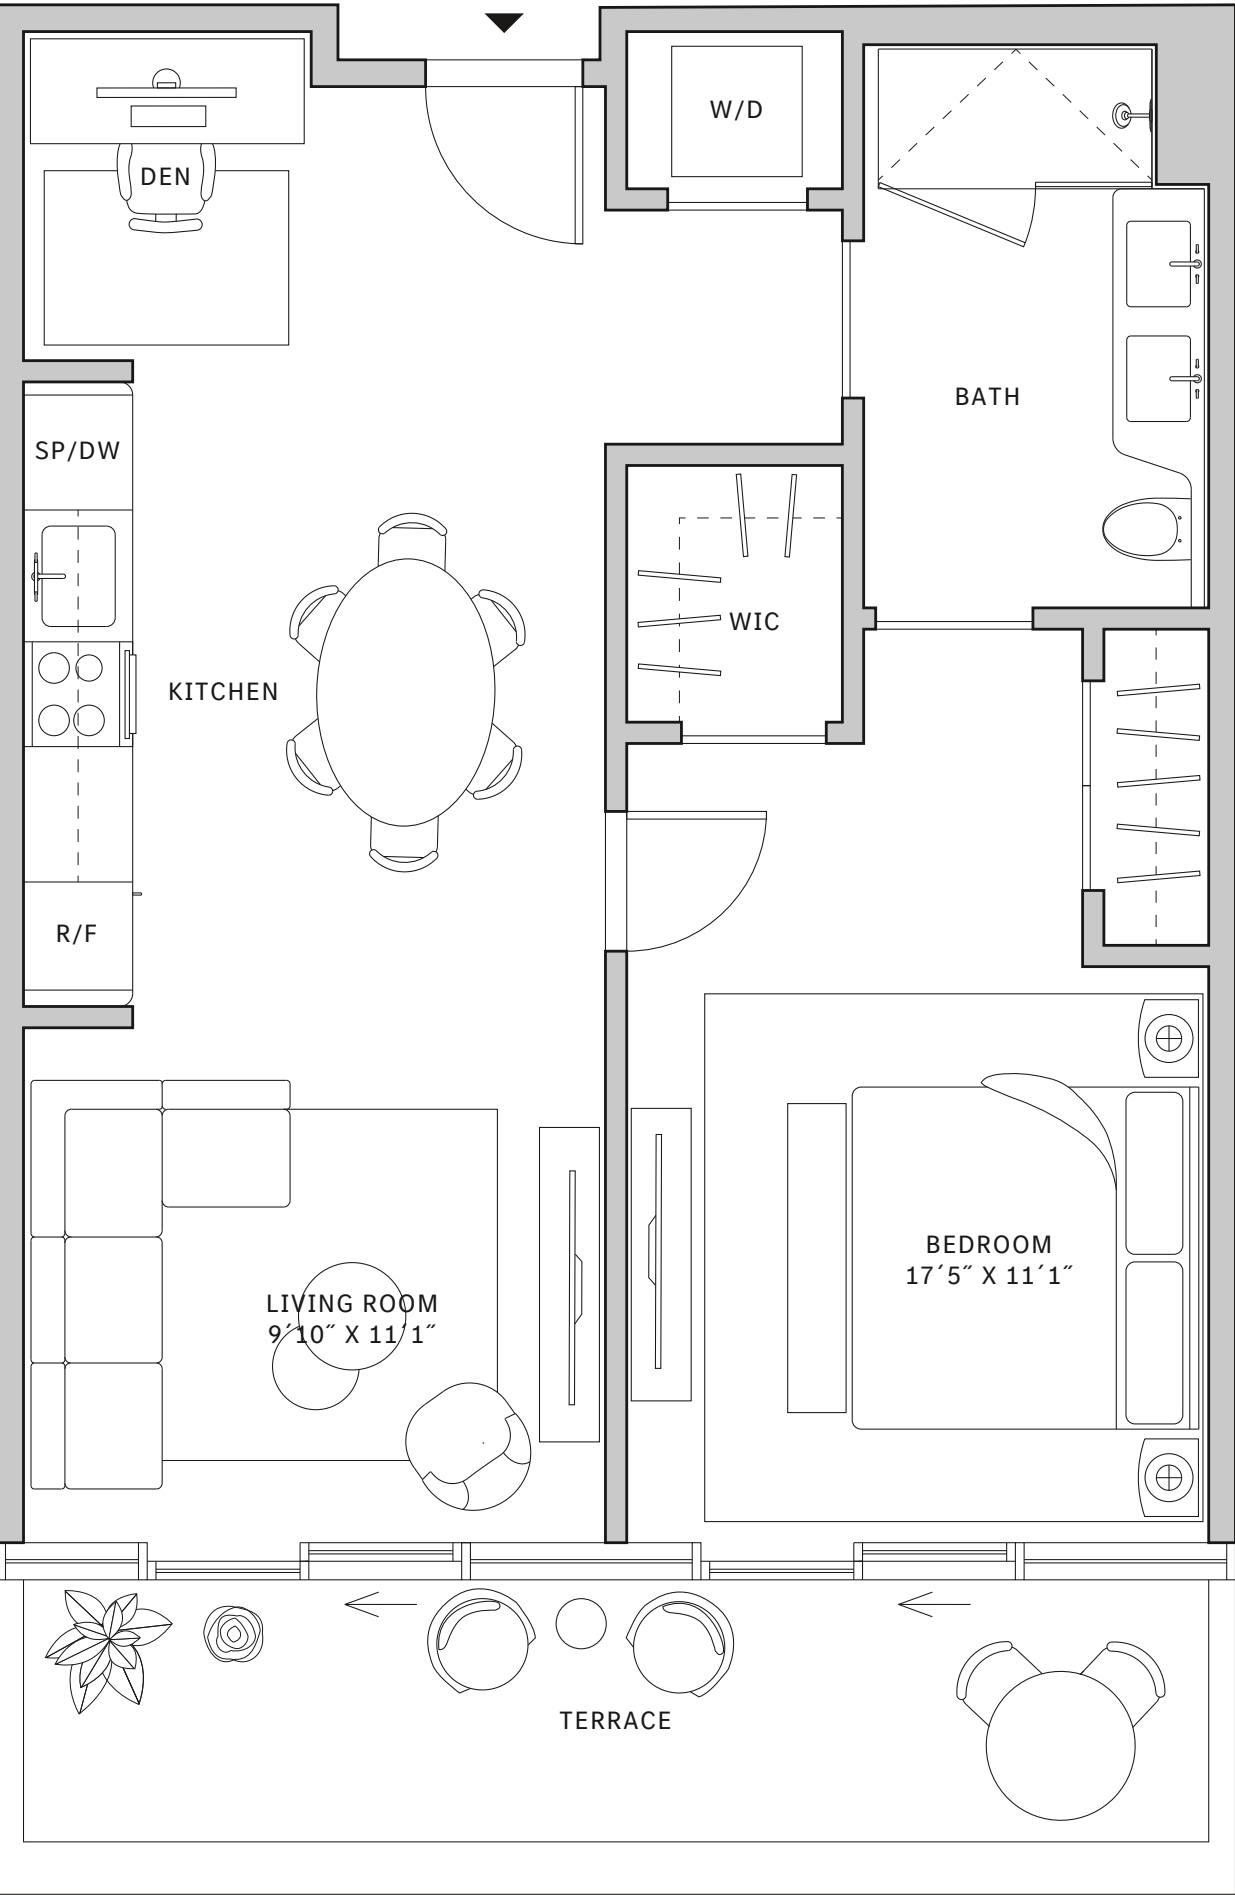 W/D
DEN
BATH
SP/DW
WIC
KITCHEN
R/F
BEDROOM
17´5˝ X 11´1˝
LIVING ROOM
9´10˝ X 11´1˝
TERRACE